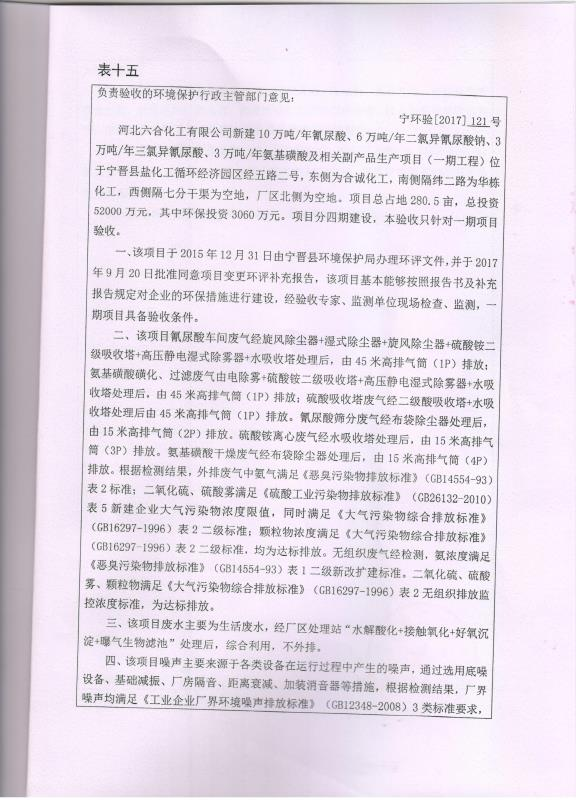 表十五
负责验收的环境保护行政主管部门意见：
宁环验[2017] 121 号
河北六合化工有限公司新建 10 万吨/年氰尿酸、6 万吨/年二氯异氰尿酸钠、3
万吨/年三氯异氰尿酸、3 万吨/年氨基磺酸及相关副产品生产项目（一期工程）位
于宁晋县盐化工循环经济园区经五路二号，东侧为合诚化工，南侧隔纬二路为华栋
化工，西侧隔七分干渠为空地，厂区北侧为空地。项目总占地 280.5 亩，总投资
52000 万元，其中环保投资 3060 万元。项目分四期建设，本验收只针对一期项目
验收。
一、该项目于 2015 年 12 月 31 日由宁晋县环境保护局办理环评文件，并于 2017
年 9 月 20 日批准同意项目变更环评补充报告，该项目基本能够按照报告书及补充
报告规定对企业的环保措施进行建设，经验收专家、监测单位现场检查、监测，一
期项目具备验收条件。
二、该项目氰尿酸车间废气经旋风除尘器+湿式除尘器+旋风除尘器+硫酸铵二
级吸收塔+高压静电湿式除雾器+水吸收塔处理后，由 45 米高排气筒（1P）排放；
氨基磺酸磺化、过滤废气由电除雾+硫酸铵二级吸收塔+高压静电湿式除雾器+水吸
收塔处理后，由 45 米高排气筒（1P）排放；硫酸吸收塔废气经二级酸吸收塔+水吸
收塔处理后由 45 米高排气筒（1P）排放。氰尿酸筛分废气经布袋除尘器处理后，
由 15 米高排气筒（2P）排放。硫酸铵离心废气经水吸收塔处理后，由 15 米高排气
筒（3P）排放。氨基磺酸干燥废气经布袋除尘器处理后，由 15 米高排气筒（4P）
排放。根据检测结果，外排废气中氨气满足《恶臭污染物排放标准》（GB14554-93）
表 2 标准；二氧化硫、硫酸雾满足《硫酸工业污染物排放标准》（GB26132-2010）
表 5 新建企业大气污染物浓度限值，同时满足《大气污染物综合排放标准》
（GB16297-1996）表 2 二级标准；颗粒物浓度满足《大气污染物综合排放标准》
（GB16297-1996）表 2 二级标准，均为达标排放。无组织废气经检测，氨浓度满足
《恶臭污染物排放标准》（GB14554-93）表 1 二级新改扩建标准。二氧化硫、硫酸
雾、颗粒物满足《大气污染物综合排放标准》（GB16297-1996）表 2 无组织排放监
控浓度标准，为达标排放。
三、该项目废水主要为生活废水，经厂区处理站“水解酸化+接触氧化+好氧沉
淀+曝气生物滤池”处理后，综合利用，不外排。
四、该项目噪声主要来源于各类设备在运行过程中产生的噪声，通过选用底噪
设备、基础减振、厂房隔音、距离衰减、加装消音器等措施，根据检测结果，厂界
噪声均满足《工业企业厂界环境噪声排放标准》（GB12348-2008）3 类标准要求，